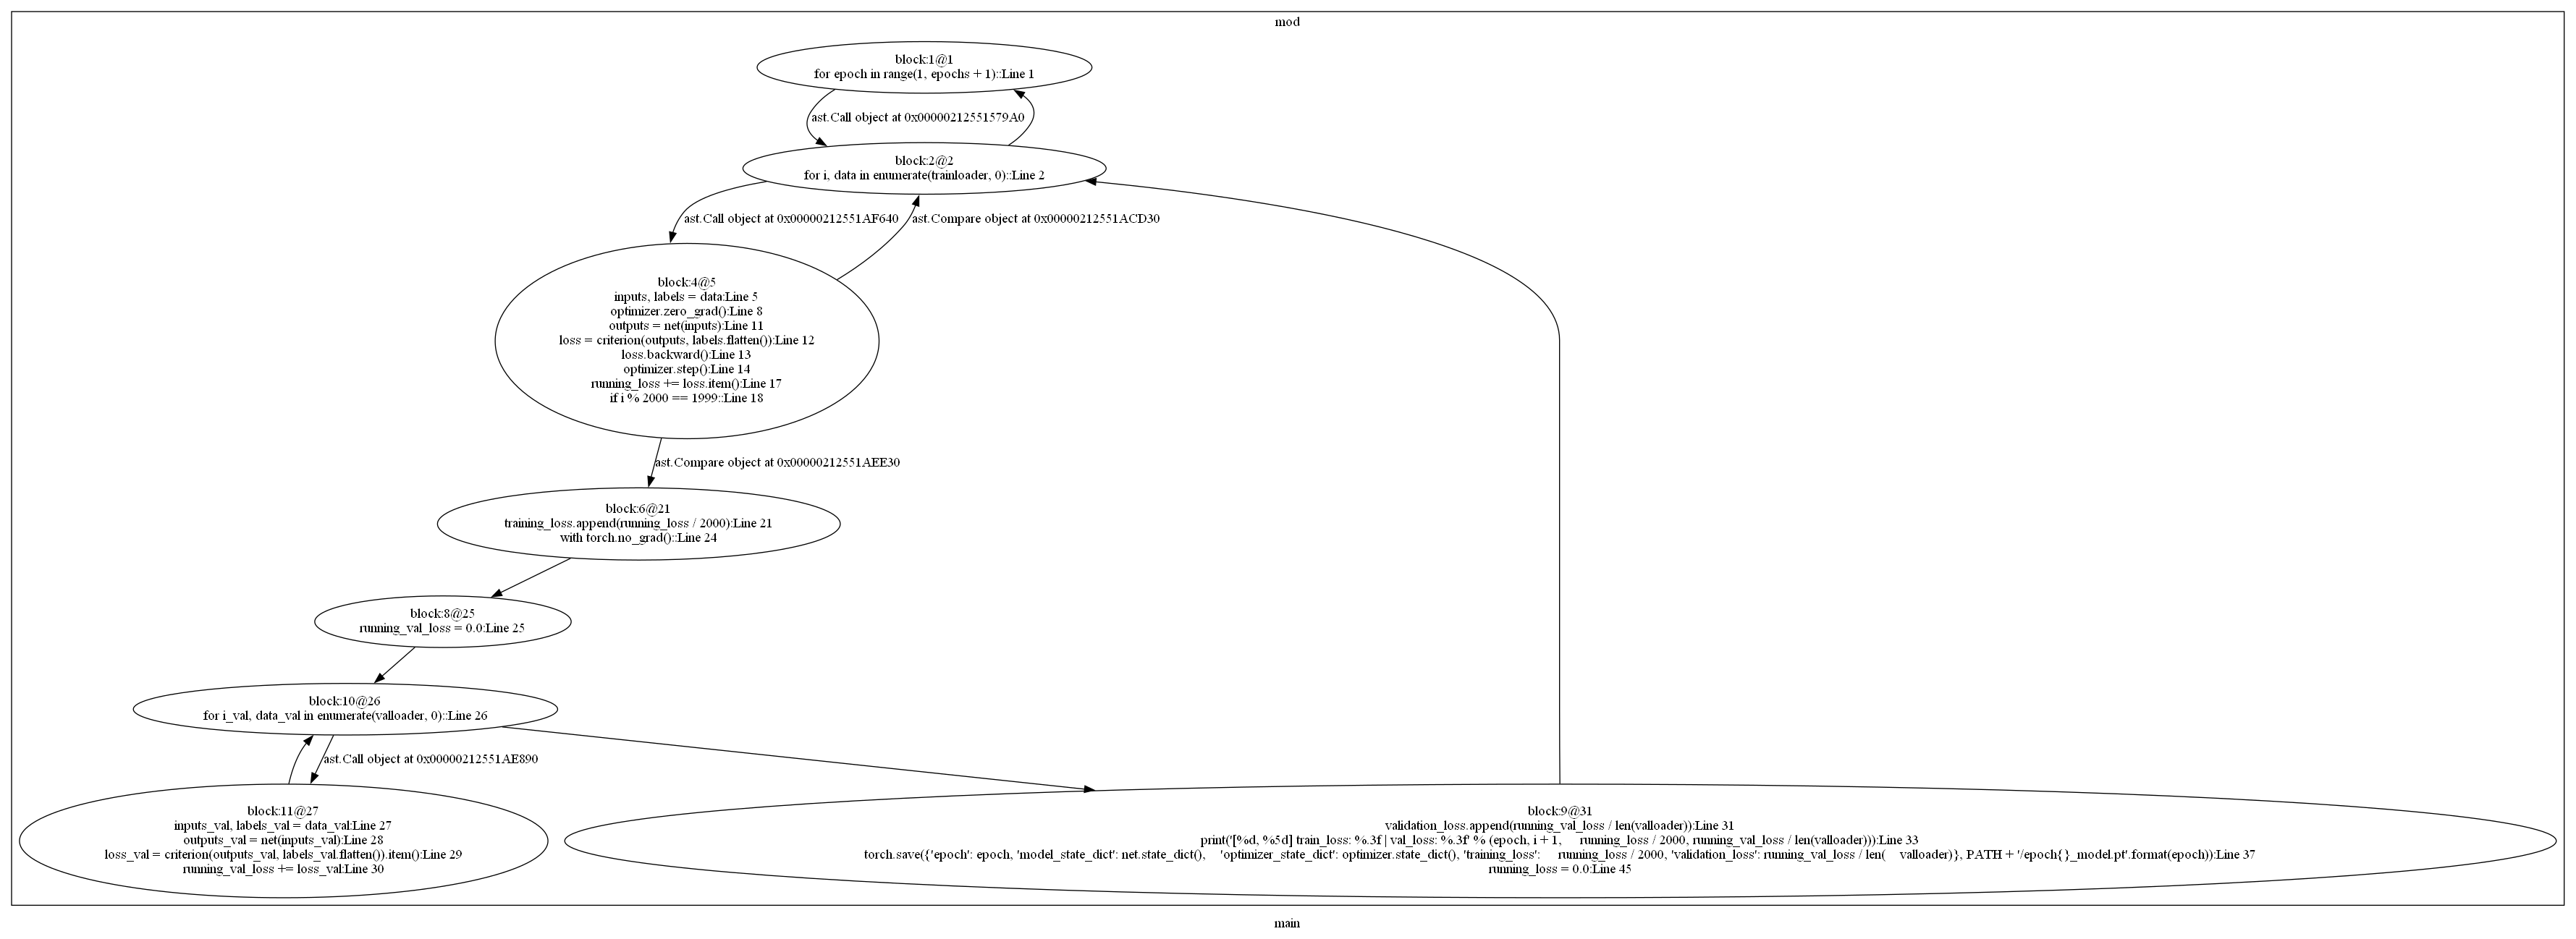 mod
block:1@1
for epoch in range(1, epochs + 1)::Line 1
ast.Call object at 0x00000212551579A0
block:2@2
for i, data in enumerate(trainloader, 0)::Line 2
ast.Call object at 0x00000212551AF640
ast.Compare object at 0x00000212551ACD30
block:4@5
inputs, labels = data:Line 5
optimizer.zero_grad():Line 8
outputs = net(inputs):Line 11
loss = criterion(outputs, labels.flatten()):Line 12
loss.backward():Line 13
optimizer.step():Line 14
running_loss += loss.item():Line 17
if i % 2000 == 1999::Line 18
ast.Compare object at 0x00000212551AEE30
block:6@21
training_loss.append(running_loss / 2000):Line 21
with torch.no_grad()::Line 24
block:8@25
running_val_loss = 0.0:Line 25
block:10@26
for i_val, data_val in enumerate(valloader, 0)::Line 26
ast.Call object at 0x00000212551AE890
block:11@27
inputs_val, labels_val = data_val:Line 27
outputs_val = net(inputs_val):Line 28
loss_val = criterion(outputs_val, labels_val.flatten()).item():Line 29
running_val_loss += loss_val:Line 30
block:9@31
validation_loss.append(running_val_loss / len(valloader)):Line 31
print('[%d, %5d] train_loss: %.3f | val_loss: %.3f' % (epoch, i + 1,     running_loss / 2000, running_val_loss / len(valloader))):Line 33
torch.save({'epoch': epoch, 'model_state_dict': net.state_dict(),    'optimizer_state_dict': optimizer.state_dict(), 'training_loss':     running_loss / 2000, 'validation_loss': running_val_loss / len(    valloader)}, PATH + '/epoch{}_model.pt'.format(epoch)):Line 37
running_loss = 0.0:Line 45
main